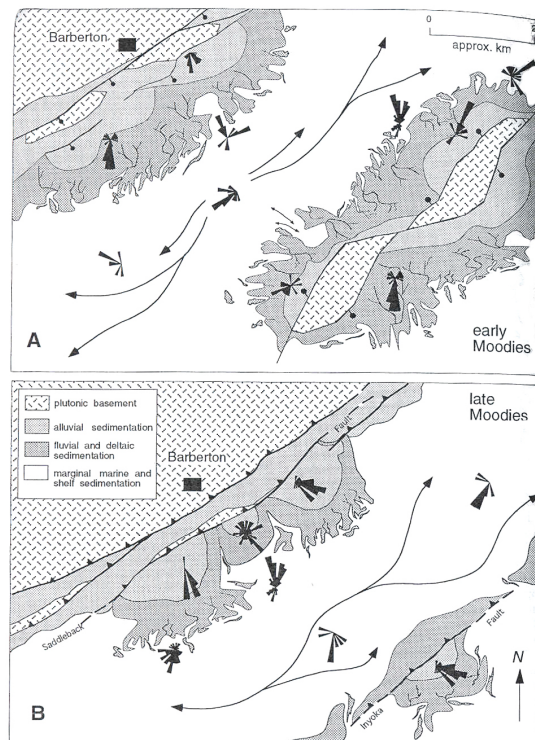 Barberton
0
approx. km
A
early
Moodies
plutonic basement
alluvial sedimentation
fluvial and deltaic
sedimentation
marginal marine and
shelf sedimentation
late
Moodies
Fault
Barberton
Saddleback
Fault
Inyoka
N
B